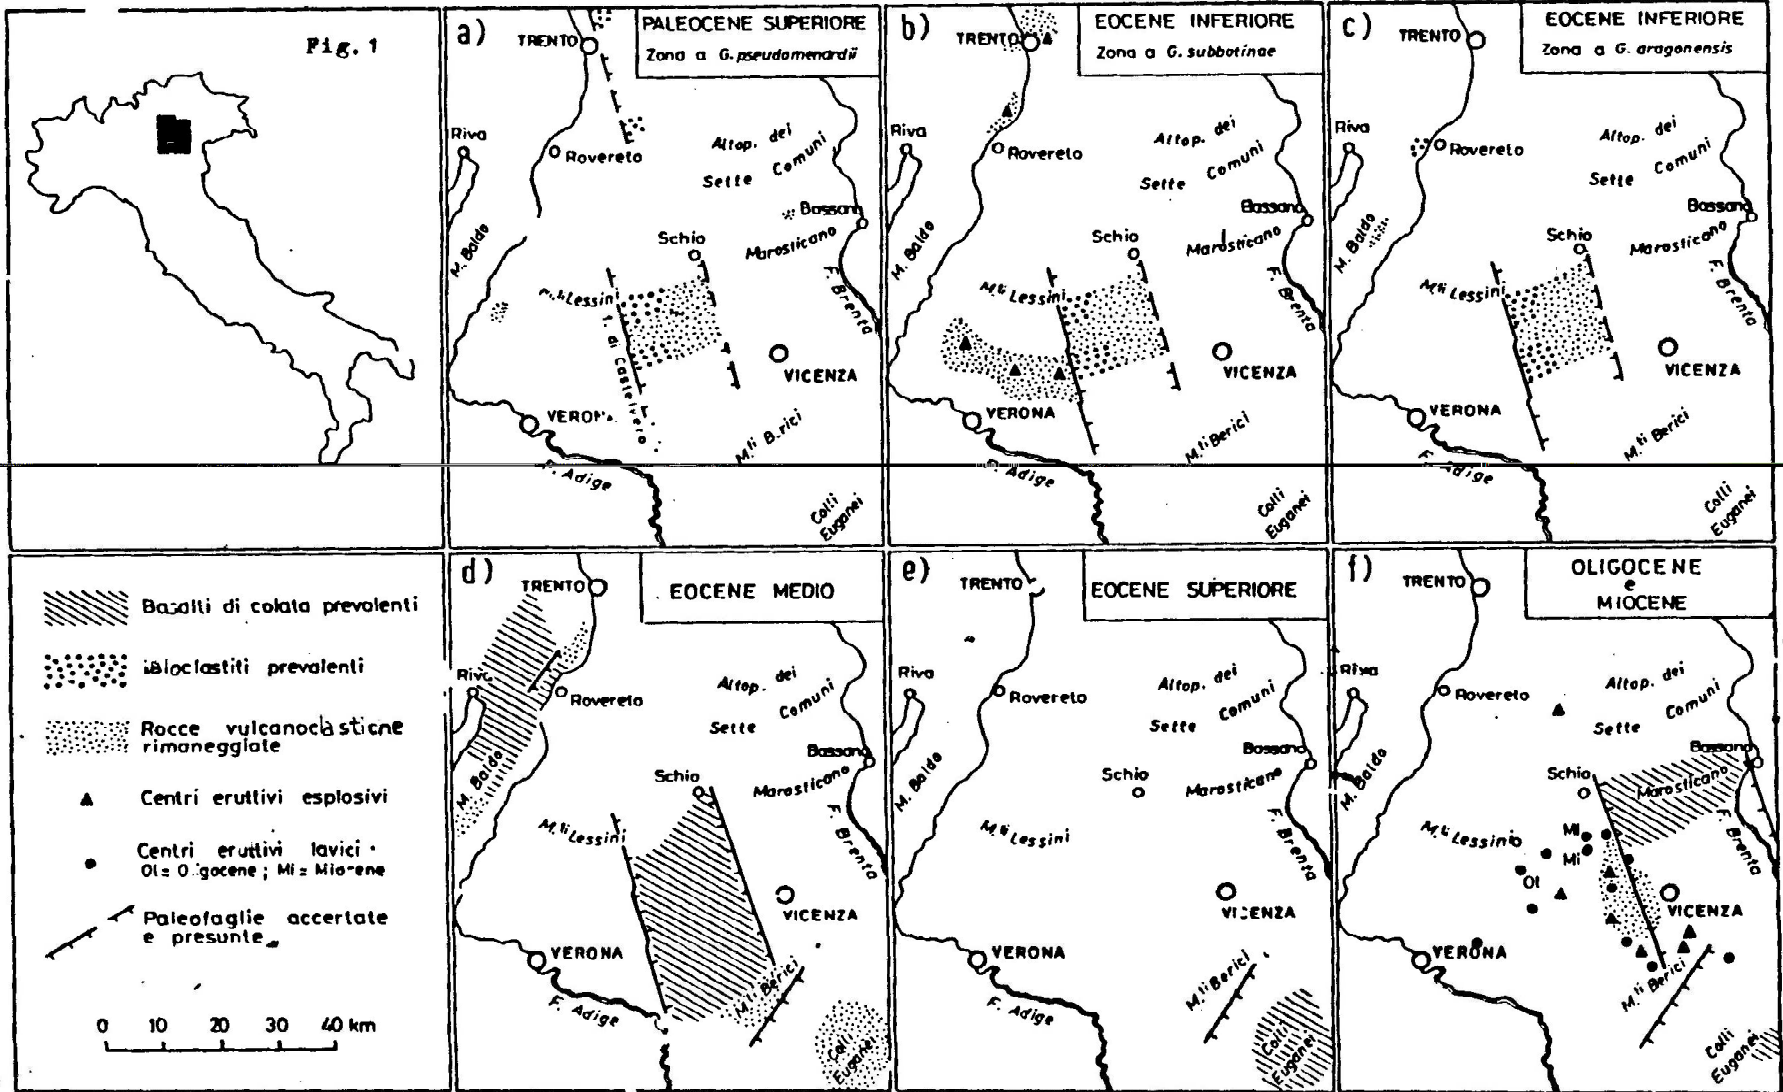 Fig. 1
a)
PALEOCENE SUPERIORE
Zona a G. pseudomenardii
TRENTO
Riva
Rovereto
Altop. dei
Sette Comuni
Bassano
Marosticano
M. Baldo
Schio
F. Brenta
Lessini
f. di Castelvero
VICENZA
VERONA
M.ti Berici
F. Adige
Colli
Euganei
b)
EOCENE INFERIORE
Zona a G. subbotinae
TRENTO
Riva
Rovereto
Altop. dei
Sette Comuni
Bassano
Marosticano
M. Baldo
Schio
F. Brenta
M.ti Lessini
VICENZA
VERONA
M.ti Berici
F. Adige
Colli
Euganei
c)
EOCENE INFERIORE
Zona a G. aragonensis
TRENTO
Riva
Rovereto
Altop. dei
Sette Comuni
Bassano
Marosticano
M. Baldo
Schio
F. Brenta
M.ti Lessini
VICENZA
VERONA
M.ti Berici
F. Adige
Colli
Euganei
Basalti di colata prevalenti
Ialoclastiti prevalenti
Rocce vulcanoclastiche
rimaneggiate
Centri eruttivi esplosivi
Centri eruttivi lavici
Ol = Oligocene ; Mi = Miocene
Paleofaglie accertate
e presunte
0 10 20 30 40 km
d)
EOCENE MEDIO
TRENTO
Riva
Rovereto
Altop. dei
Sette Comuni
Bassano
Marosticano
M. Baldo
Schio
F. Brenta
M.ti Lessini
VICENZA
VERONA
M.ti Berici
F. Adige
Colli
Euganei
e)
EOCENE SUPERIORE
TRENTO
Riva
Rovereto
Altop. dei
Sette Comuni
Bassano
Marosticano
M. Baldo
Schio
F. Brenta
M.ti Lessini
VICENZA
VERONA
M.ti Berici
F. Adige
Colli
Euganei
f)
OLIGOCENE
e
MIOCENE
TRENTO
Riva
Rovereto
Altop. dei
Sette Comuni
Bassano
Marosticano
M. Baldo
Schio
F. Brenta
M.ti Lessini
Mi
Mi
Ol
VICENZA
VERONA
M.ti Berici
Colli
Euganei